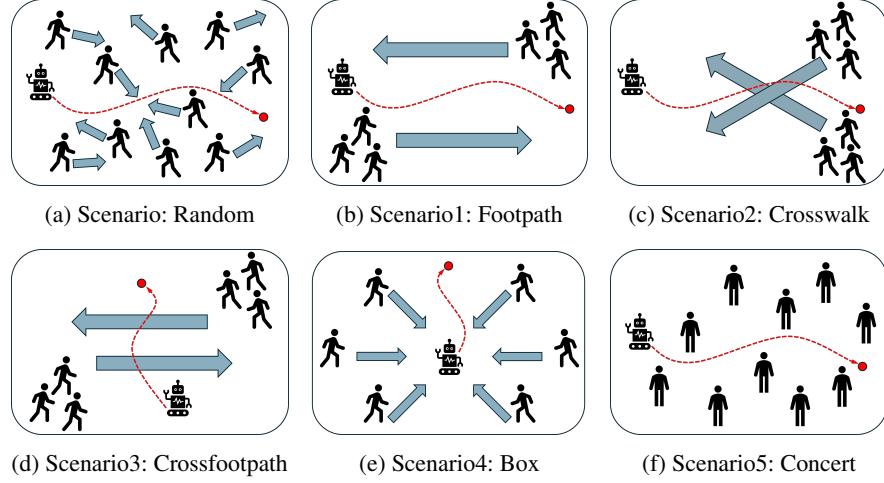 (a) Scenario: Random
(b) Scenario1: Footpath
(c) Scenario2: Crosswalk
(d) Scenario3: Crossfootpath
(e) Scenario4: Box
(f) Scenario5: Concert